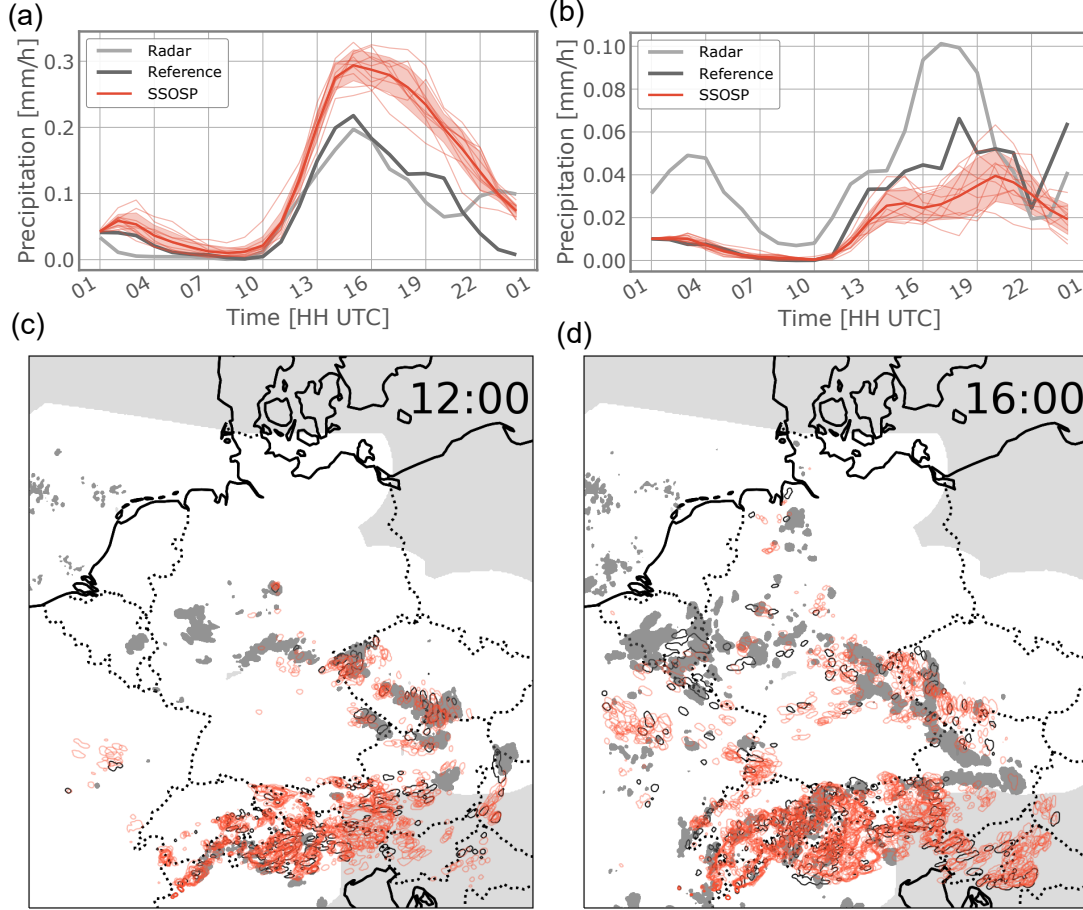 (a)
Precipitation [mm/h]
0.3
0.2
0.1
0.0
Radar
Reference
SSOSP
01
04
07
10
13
16
19
22
01
Time [HH UTC]
(b)
Precipitation [mm/h]
0.10
0.08
0.06
0.04
0.02
0.00
Radar
Reference
SSOSP
01
04
07
10
13
16
19
22
01
Time [HH UTC]
(c)
12:00
(d)
16:00